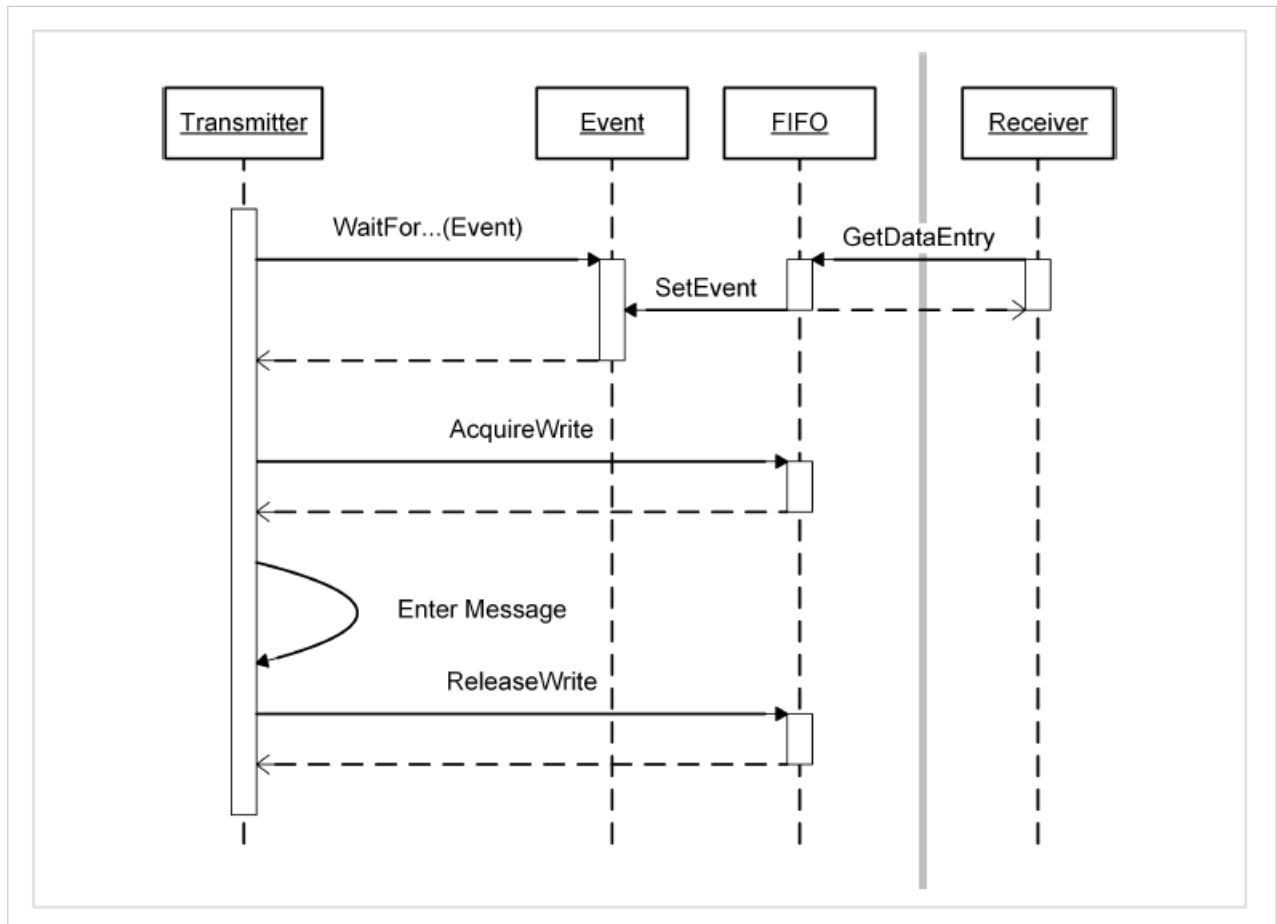 Transmitter
Event
FIFO
Receiver
WaitFor...(Event)
GetDataEntry
SetEvent
AcquireWrite
Enter Message
ReleaseWrite